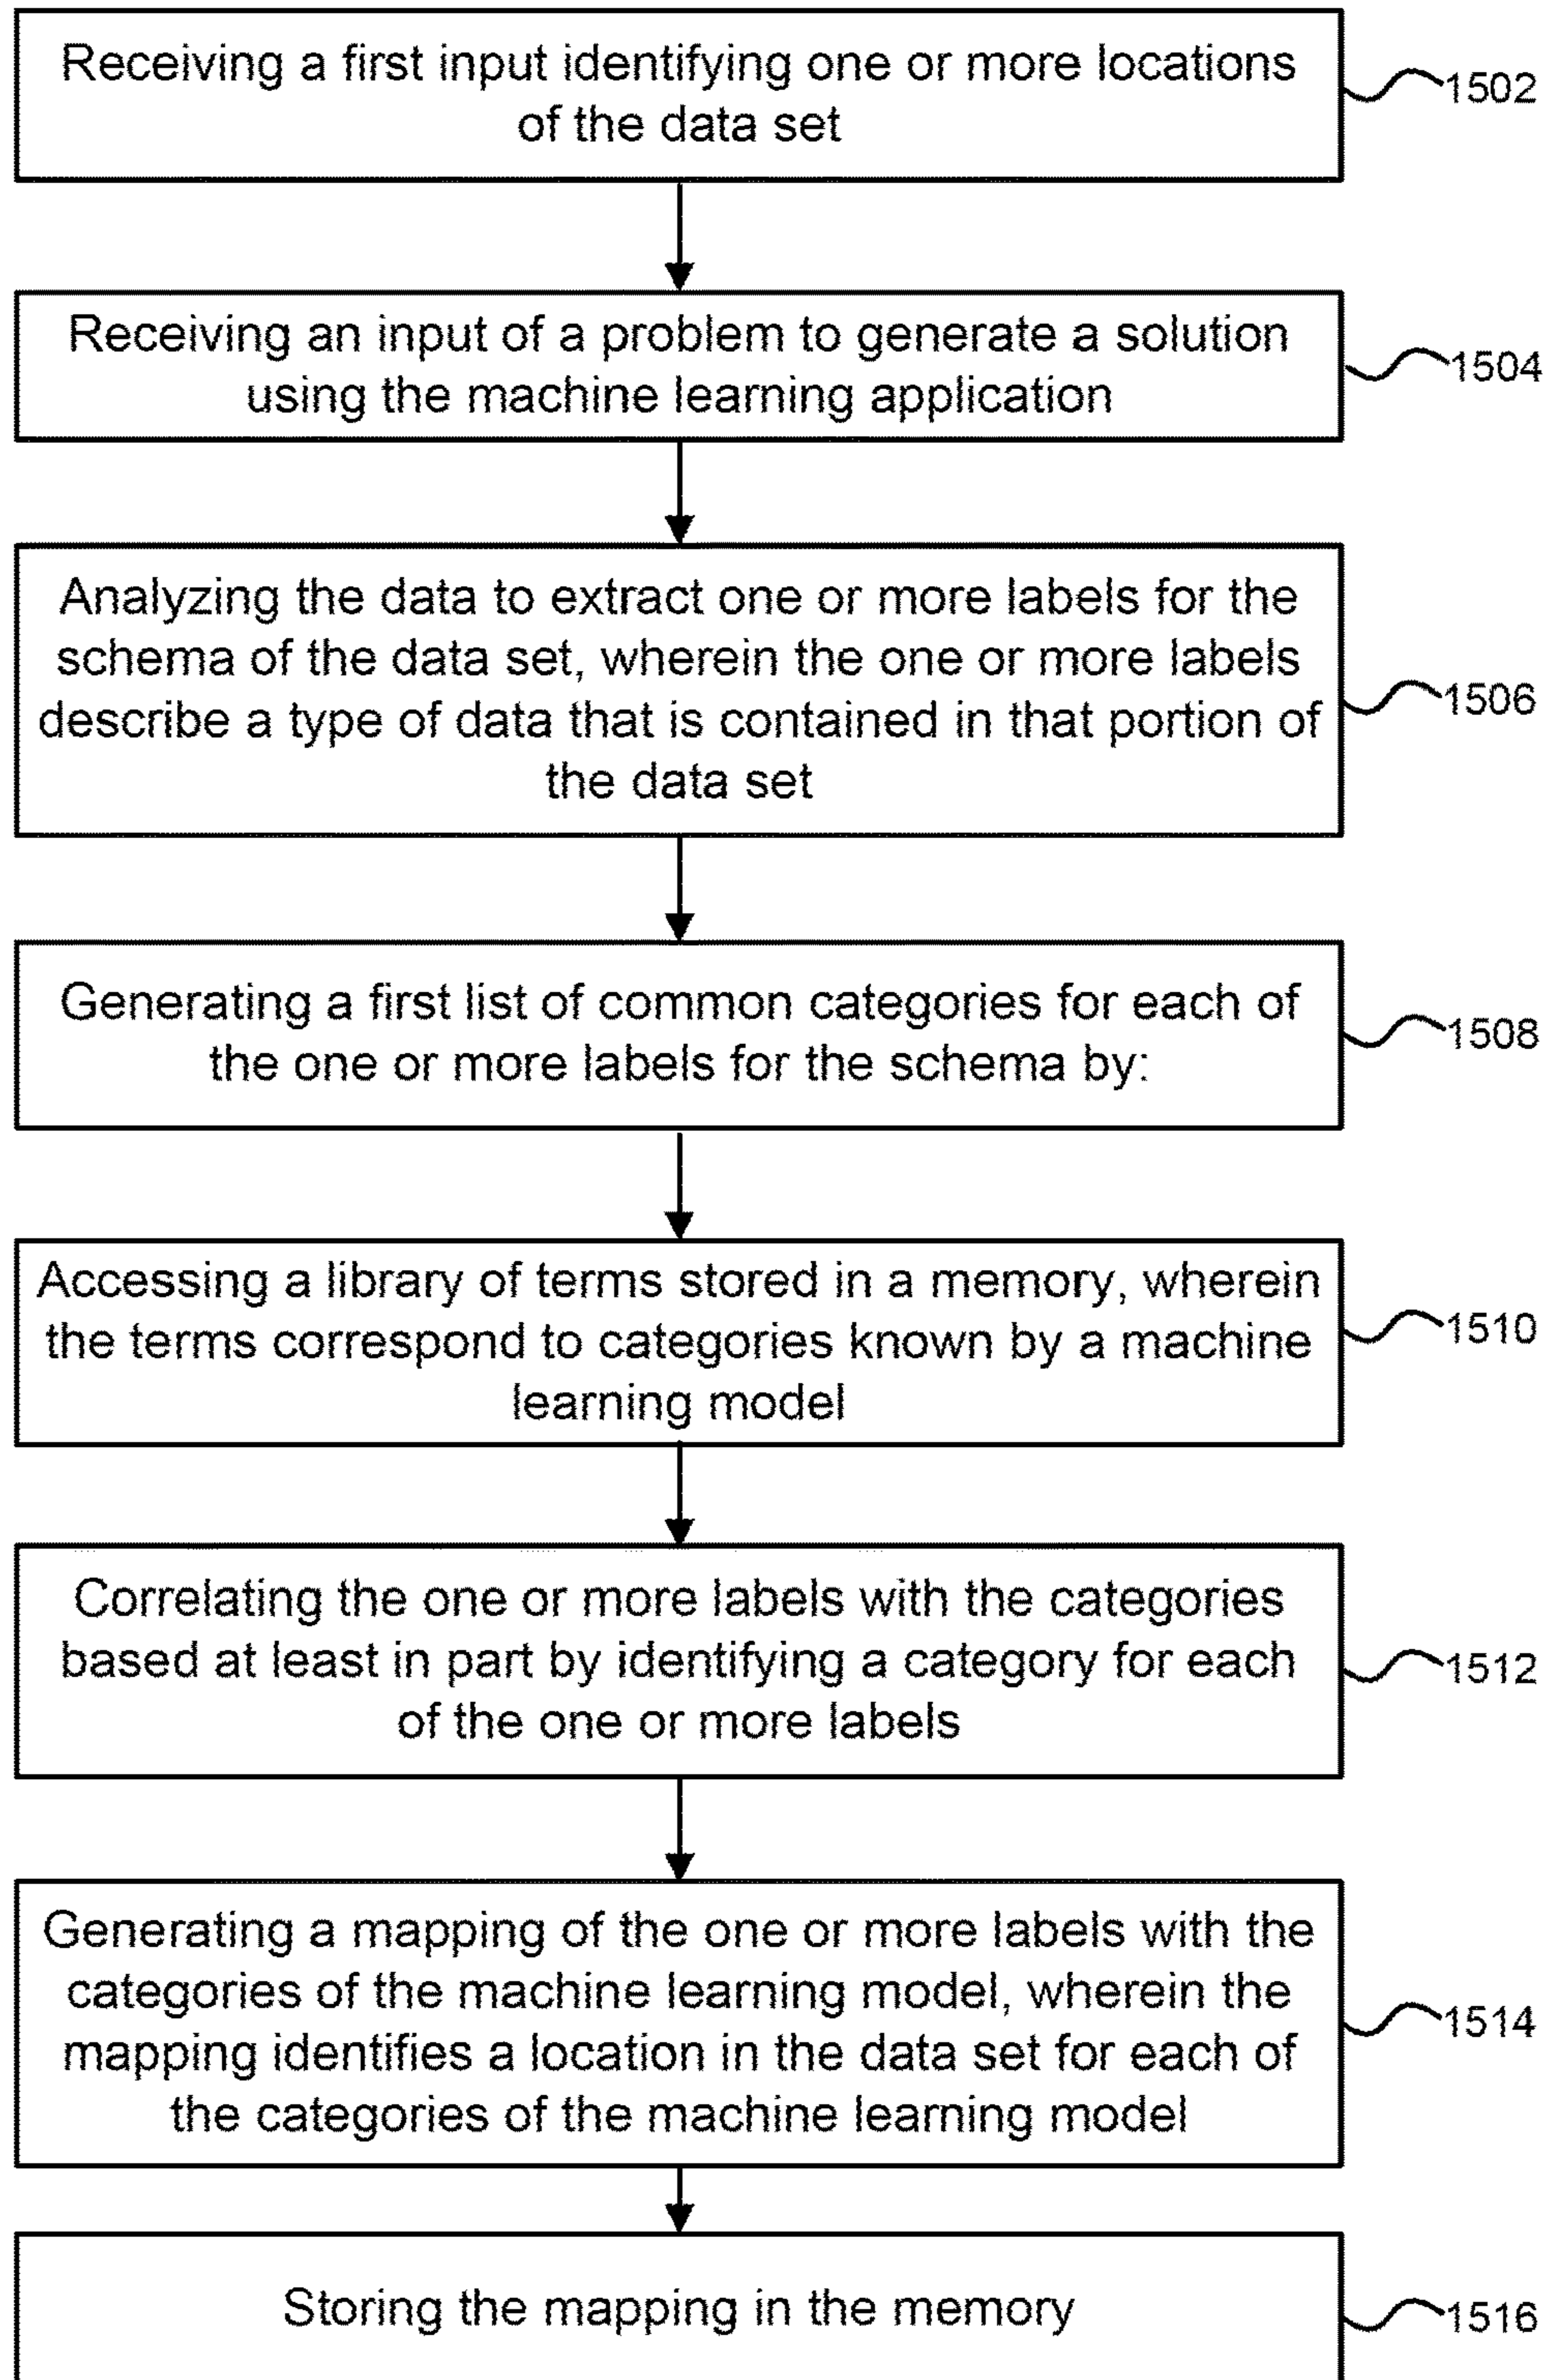 Receiving a first input identifying one or more locations
of the data set
1502
Receiving an input of a problem to generate a solution
using the machine learning application
1504
Analyzing the data to extract one or more labels for the
schema of the data set, wherein the one or more labels
describe a type of data that is contained in that portion of
the data set
1506
Generating a first list of common categories for each of
the one or more labels for the schema by:
1508
Accessing a library of terms stored in a memory, wherein
the terms correspond to categories known by a machine
learning model
1510
Correlating the one or more labels with the categories
based at least in part by identifying a category for each
of the one or more labels
1512
Generating a mapping of the one or more labels with the
categories of the machine learning model, wherein the
mapping identifies a location in the data set for each of
the categories of the machine learning model
1514
Storing the mapping in the memory
1516